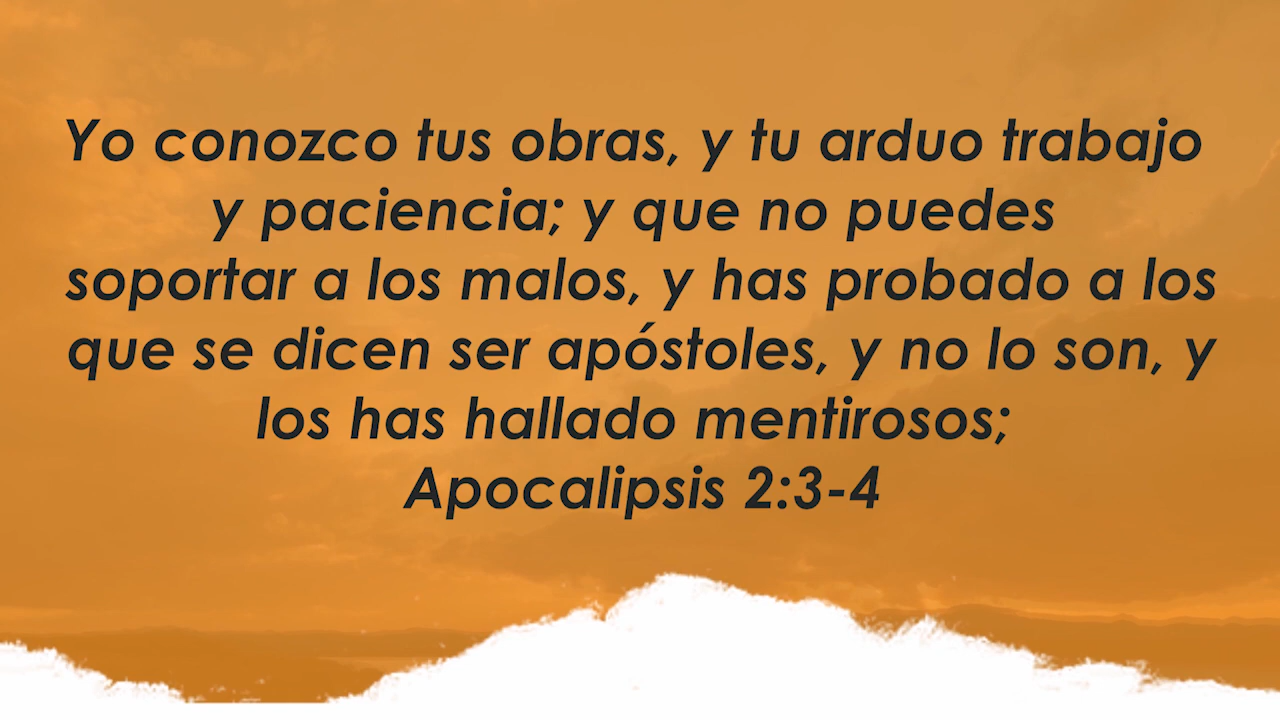 Yo conozco tus obras, y tu arduo trabajo
y paciencia; y que no puedes
soportar a los malos, y has probado a los
que se dicen ser apóstoles, y no lo son, y
los has hallado mentirosos;
Apocalipsis 2:3-4